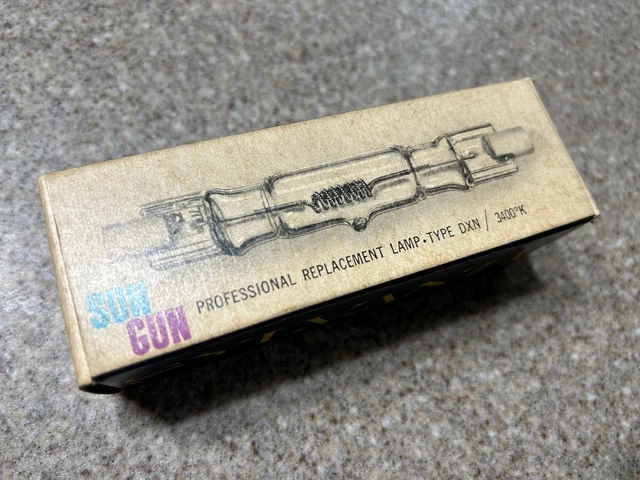 SUN
GUN
PROFESSIONAL REPLACEMENT LAMP·TYPE DXN / 3400°K